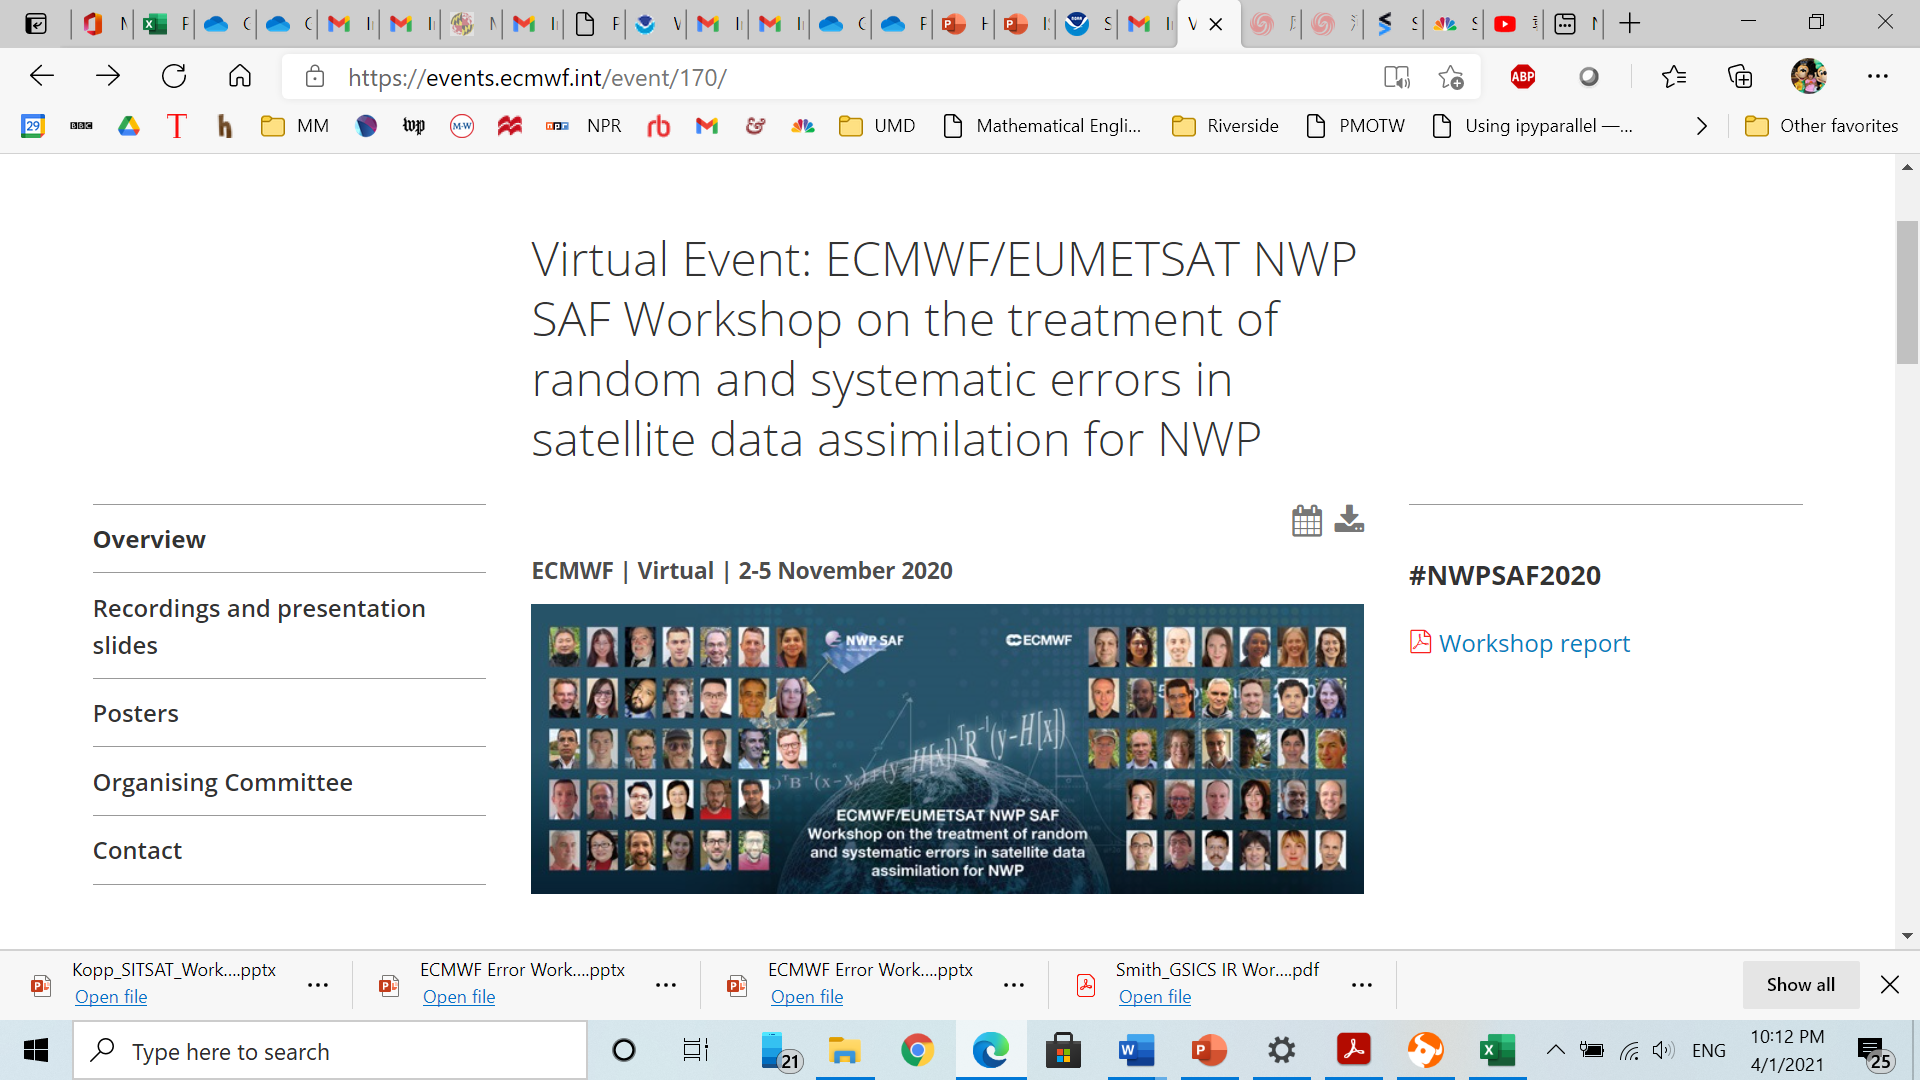 https://events.ecmwf.int/event/170/
ABP
29
BBC
MM
wp
M-W
npr
NPR
rb
UMD
Mathematical Engli...
Riverside
PMOTW
Using ipyparallel —...
Other favorites
Virtual Event: ECMWF/EUMETSAT NWP
SAF Workshop on the treatment of
random and systematic errors in
satellite data assimilation for NWP
Overview
Recordings and presentation
slides
Posters
Organising Committee
Contact
ECMWF | Virtual | 2-5 November 2020
NWP SAF
ECMWF
ECMWF/EUMETSAT NWP SAF
Workshop on the treatment of random
and systematic errors in satellite data
assimilation for NWP
#NWPSAF2020
Workshop report
Kopp_SITSAT_Work....pptx
Open file
ECMWF Error Work....pptx
Open file
ECMWF Error Work....pptx
Open file
Smith_GSICS IR Wor....pdf
Open file
Show all
Type here to search
21
ENG
10:12 PM
4/1/2021
25